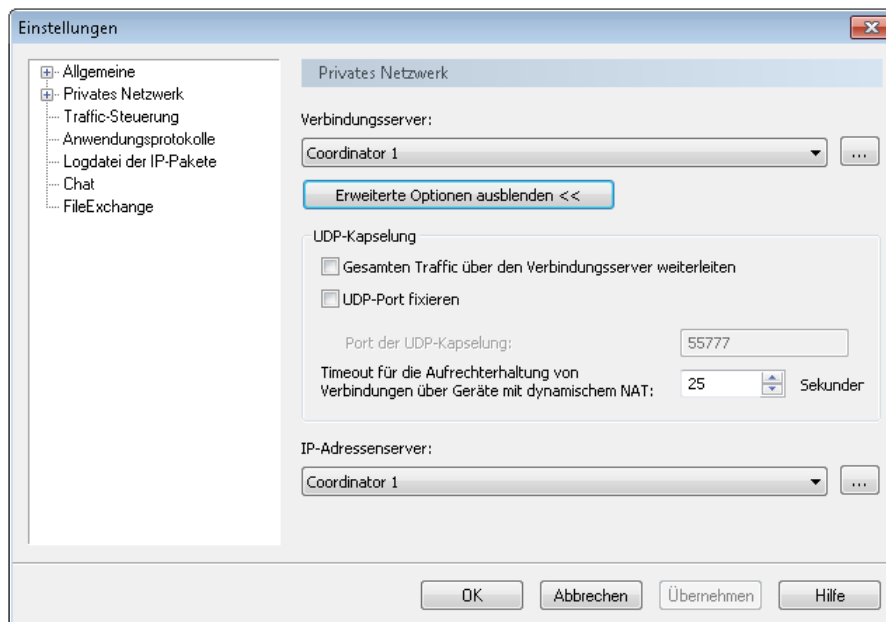 Einstellungen
Allgemeine
Privates Netzwerk
Traffic-Steuerung
Anwendungsprotokolle
Logdatei der IP-Pakete
Chat
FileExchange
Privates Netzwerk
Verbindungsserver:
Coordinator 1
...
Erweiterte Optionen ausblenden <<
UDP-Kapselung
Gesamten Traffic über den Verbindungsserver weiterleiten
UDP-Port fixieren
Port der UDP-Kapselung:
55777
Timeout für die Aufrechterhaltung von
Verbindungen über Geräte mit dynamischem NAT:
25
Sekunder
IP-Adressenserver:
Coordinator 1
...
OK
Abbrechen
Übernehmen
Hilfe